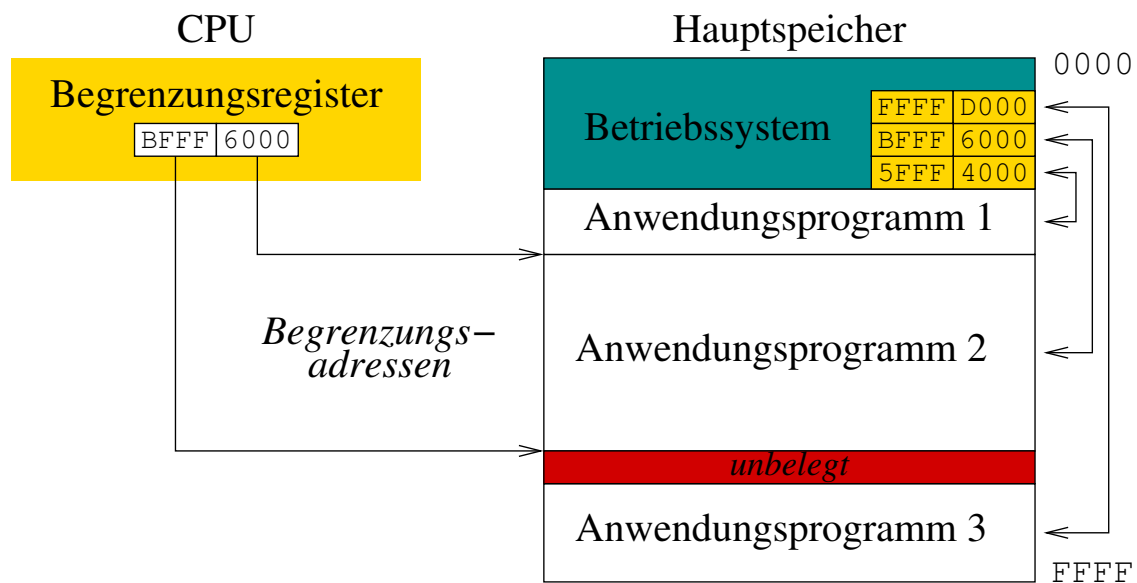 CPU
Begrenzungsregister
BFFF 6000
Begrenzungs-
adressen
Hauptspeicher
0000
Betriebssystem
FFFF D000
BFFF 6000
5FFF 4000
Anwendungsprogramm 1
Anwendungsprogramm 2
unbelegt
Anwendungsprogramm 3
FFFF